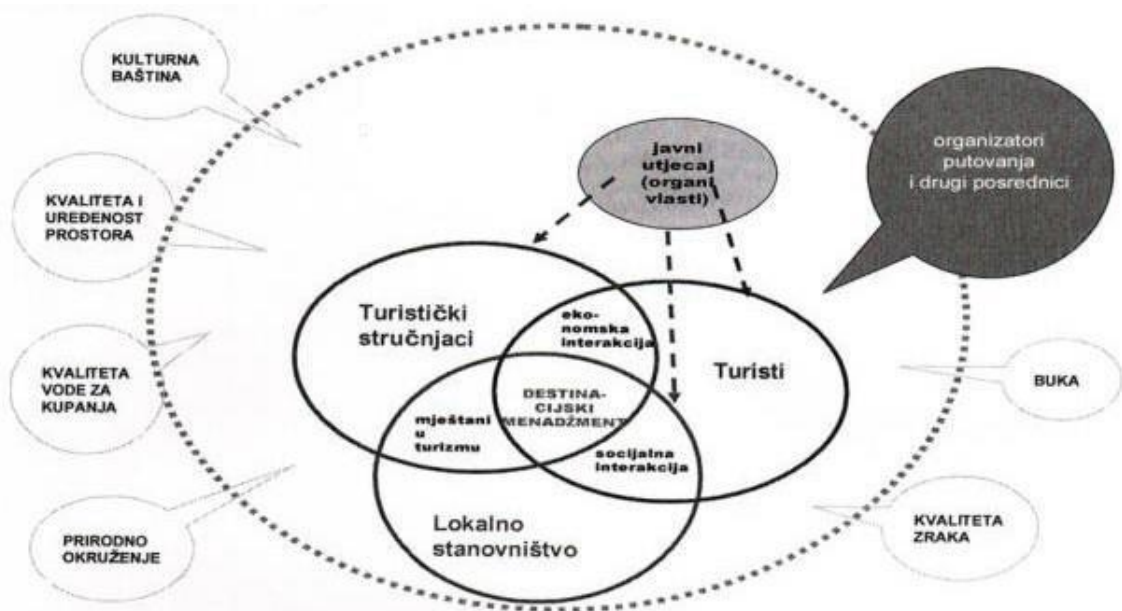 KULTURNA
BAŠTINA
javni
utjecaj
(organi
vlasti)
organizatori
putovanja
i drugi posrednici
KVALITETA I
UREĐENOST
PROSTORA
Turistički
stručnjaci
eko-
nomska
interakcija
Turisti
KVALITETA
VODE ZA
KUPANJA
DESTINA-
CIJSKI
MENADŽMENT
BUKA
mještani
u
turizmu
socijalna
interakcija
PRIRODNO
OKRUŽENJE
Lokalno
stanovništvo
KVALITETA
ZRAKA